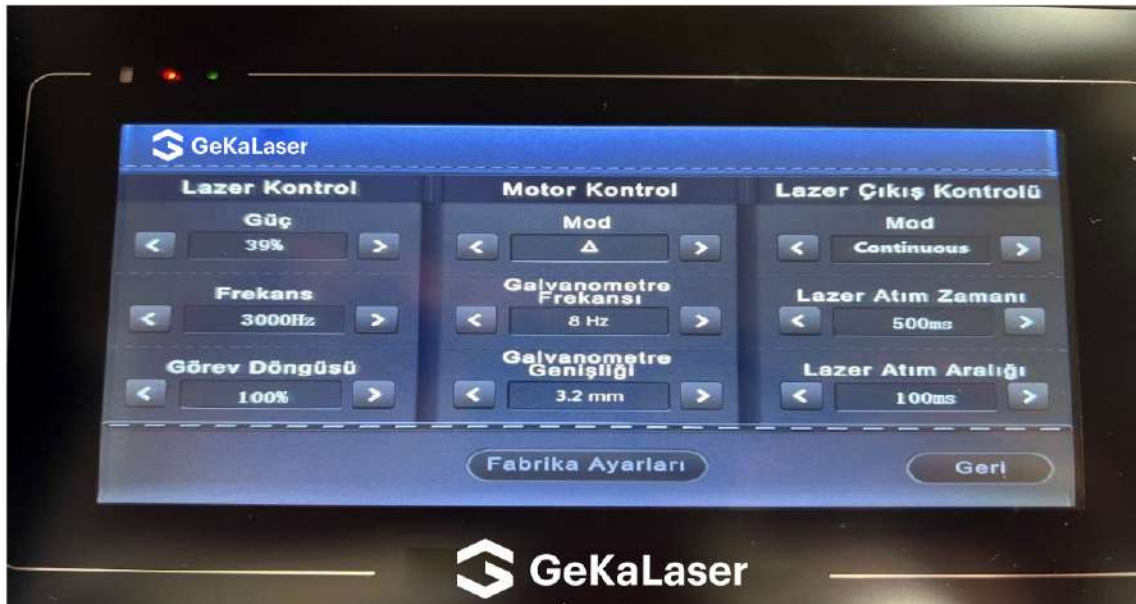 GeKaLaser
Lazer Kontrol
Güç
39%
Frekans
3000Hz
Görev Döngüsü
100%
Motor Kontrol
Mod
Δ
Galvanometre
Frekansı
8 Hz
Galvanometre
Genişliği
3.2 mm
Lazer Çıkış Kontrolü
Mod
Continuous
Lazer Atım Zamanı
500ms
Lazer Atım Aralığı
100ms
Fabrika Ayarları
Geri
GeKaLaser